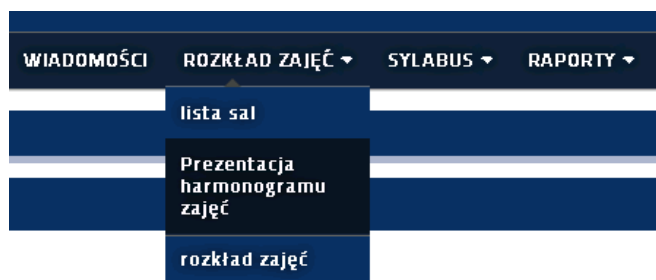 WIADOMOŚCI ROZKŁAD ZAJĘĆ SYLABUS RAPORTY
lista sal
Prezentacja
harmonogramu
zajęć
rozkład zajęć